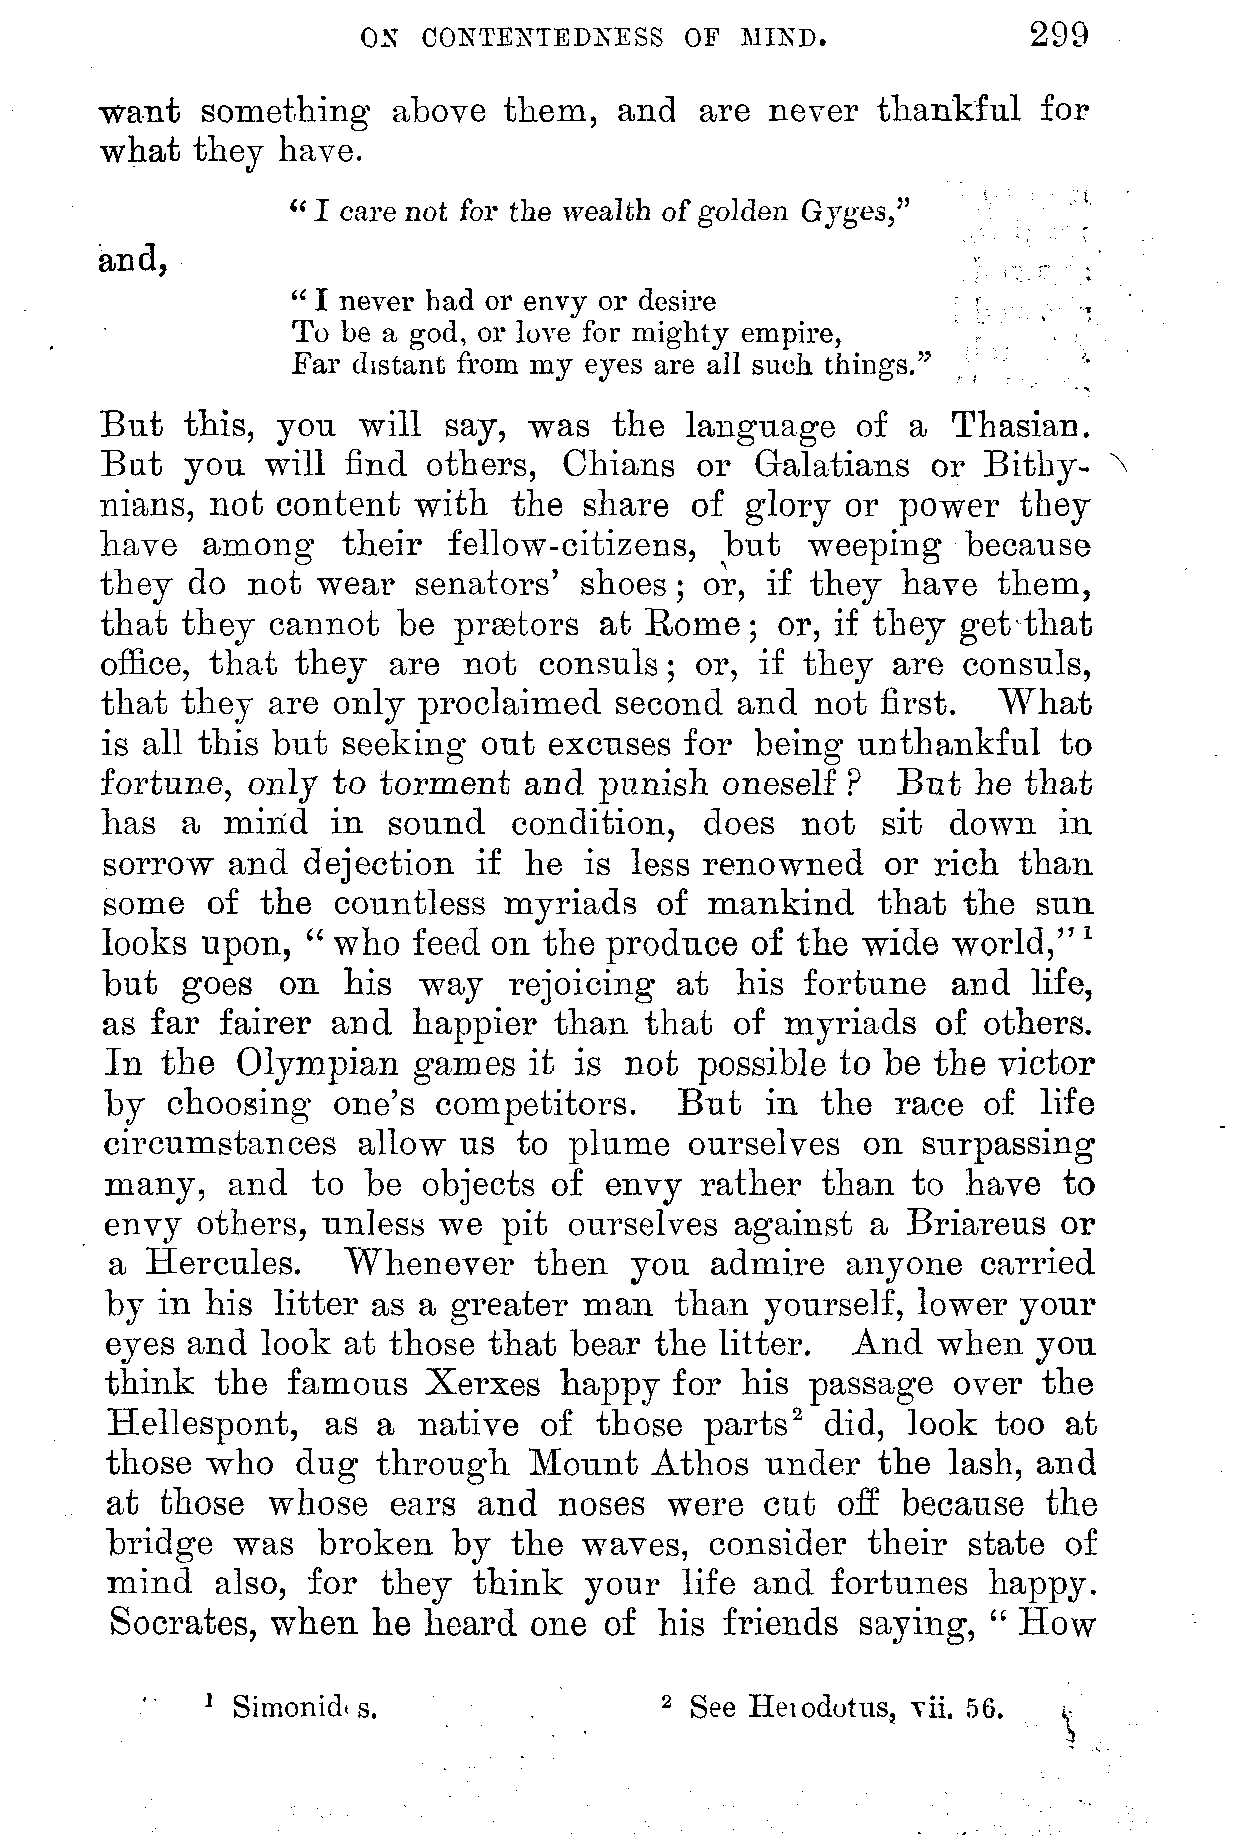 ON CONTENTEDNESS OF MIND. 299
want something above them, and are never thankful for
what they have.
“I care not for the wealth of golden Gyges,”
and,
“I never had or envy or desire
To be a god, or love for mighty empire,
Far distant from my eyes are all such things.”
But this, you will say, was the language of a Thasian.
But you will find others, Chians or Galatians or Bithy-
nians, not content with the share of glory or power they
have among their fellow-citizens, but weeping because
they do not wear senators’ shoes; or, if they have them,
that they cannot be prætors at Rome; or, if they get that
office, that they are not consuls; or, if they are consuls,
that they are only proclaimed second and not first. What
is all this but seeking out excuses for being unthankful to
fortune, only to torment and punish oneself? But he that
has a mind in sound condition, does not sit down in
sorrow and dejection if he is less renowned or rich than
some of the countless myriads of mankind that the sun
looks upon, “who feed on the produce of the wide world,”¹
but goes on his way rejoicing at his fortune and life,
as far fairer and happier than that of myriads of others.
In the Olympian games it is not possible to be the victor
by choosing one’s competitors. But in the race of life
circumstances allow us to plume ourselves on surpassing
many, and to be objects of envy rather than to have to
envy others, unless we pit ourselves against a Briareus or
a Hercules. Whenever then you admire anyone carried
by in his litter as a greater man than yourself, lower your
eyes and look at those that bear the litter. And when you
think the famous Xerxes happy for his passage over the
Hellespont, as a native of those parts² did, look too at
those who dug through Mount Athos under the lash, and
at those whose ears and noses were cut off because the
bridge was broken by the waves, consider their state of
mind also, for they think your life and fortunes happy.
Socrates, when he heard one of his friends saying, “How
¹ Simonides. ² See Herodotus, vii. 56.